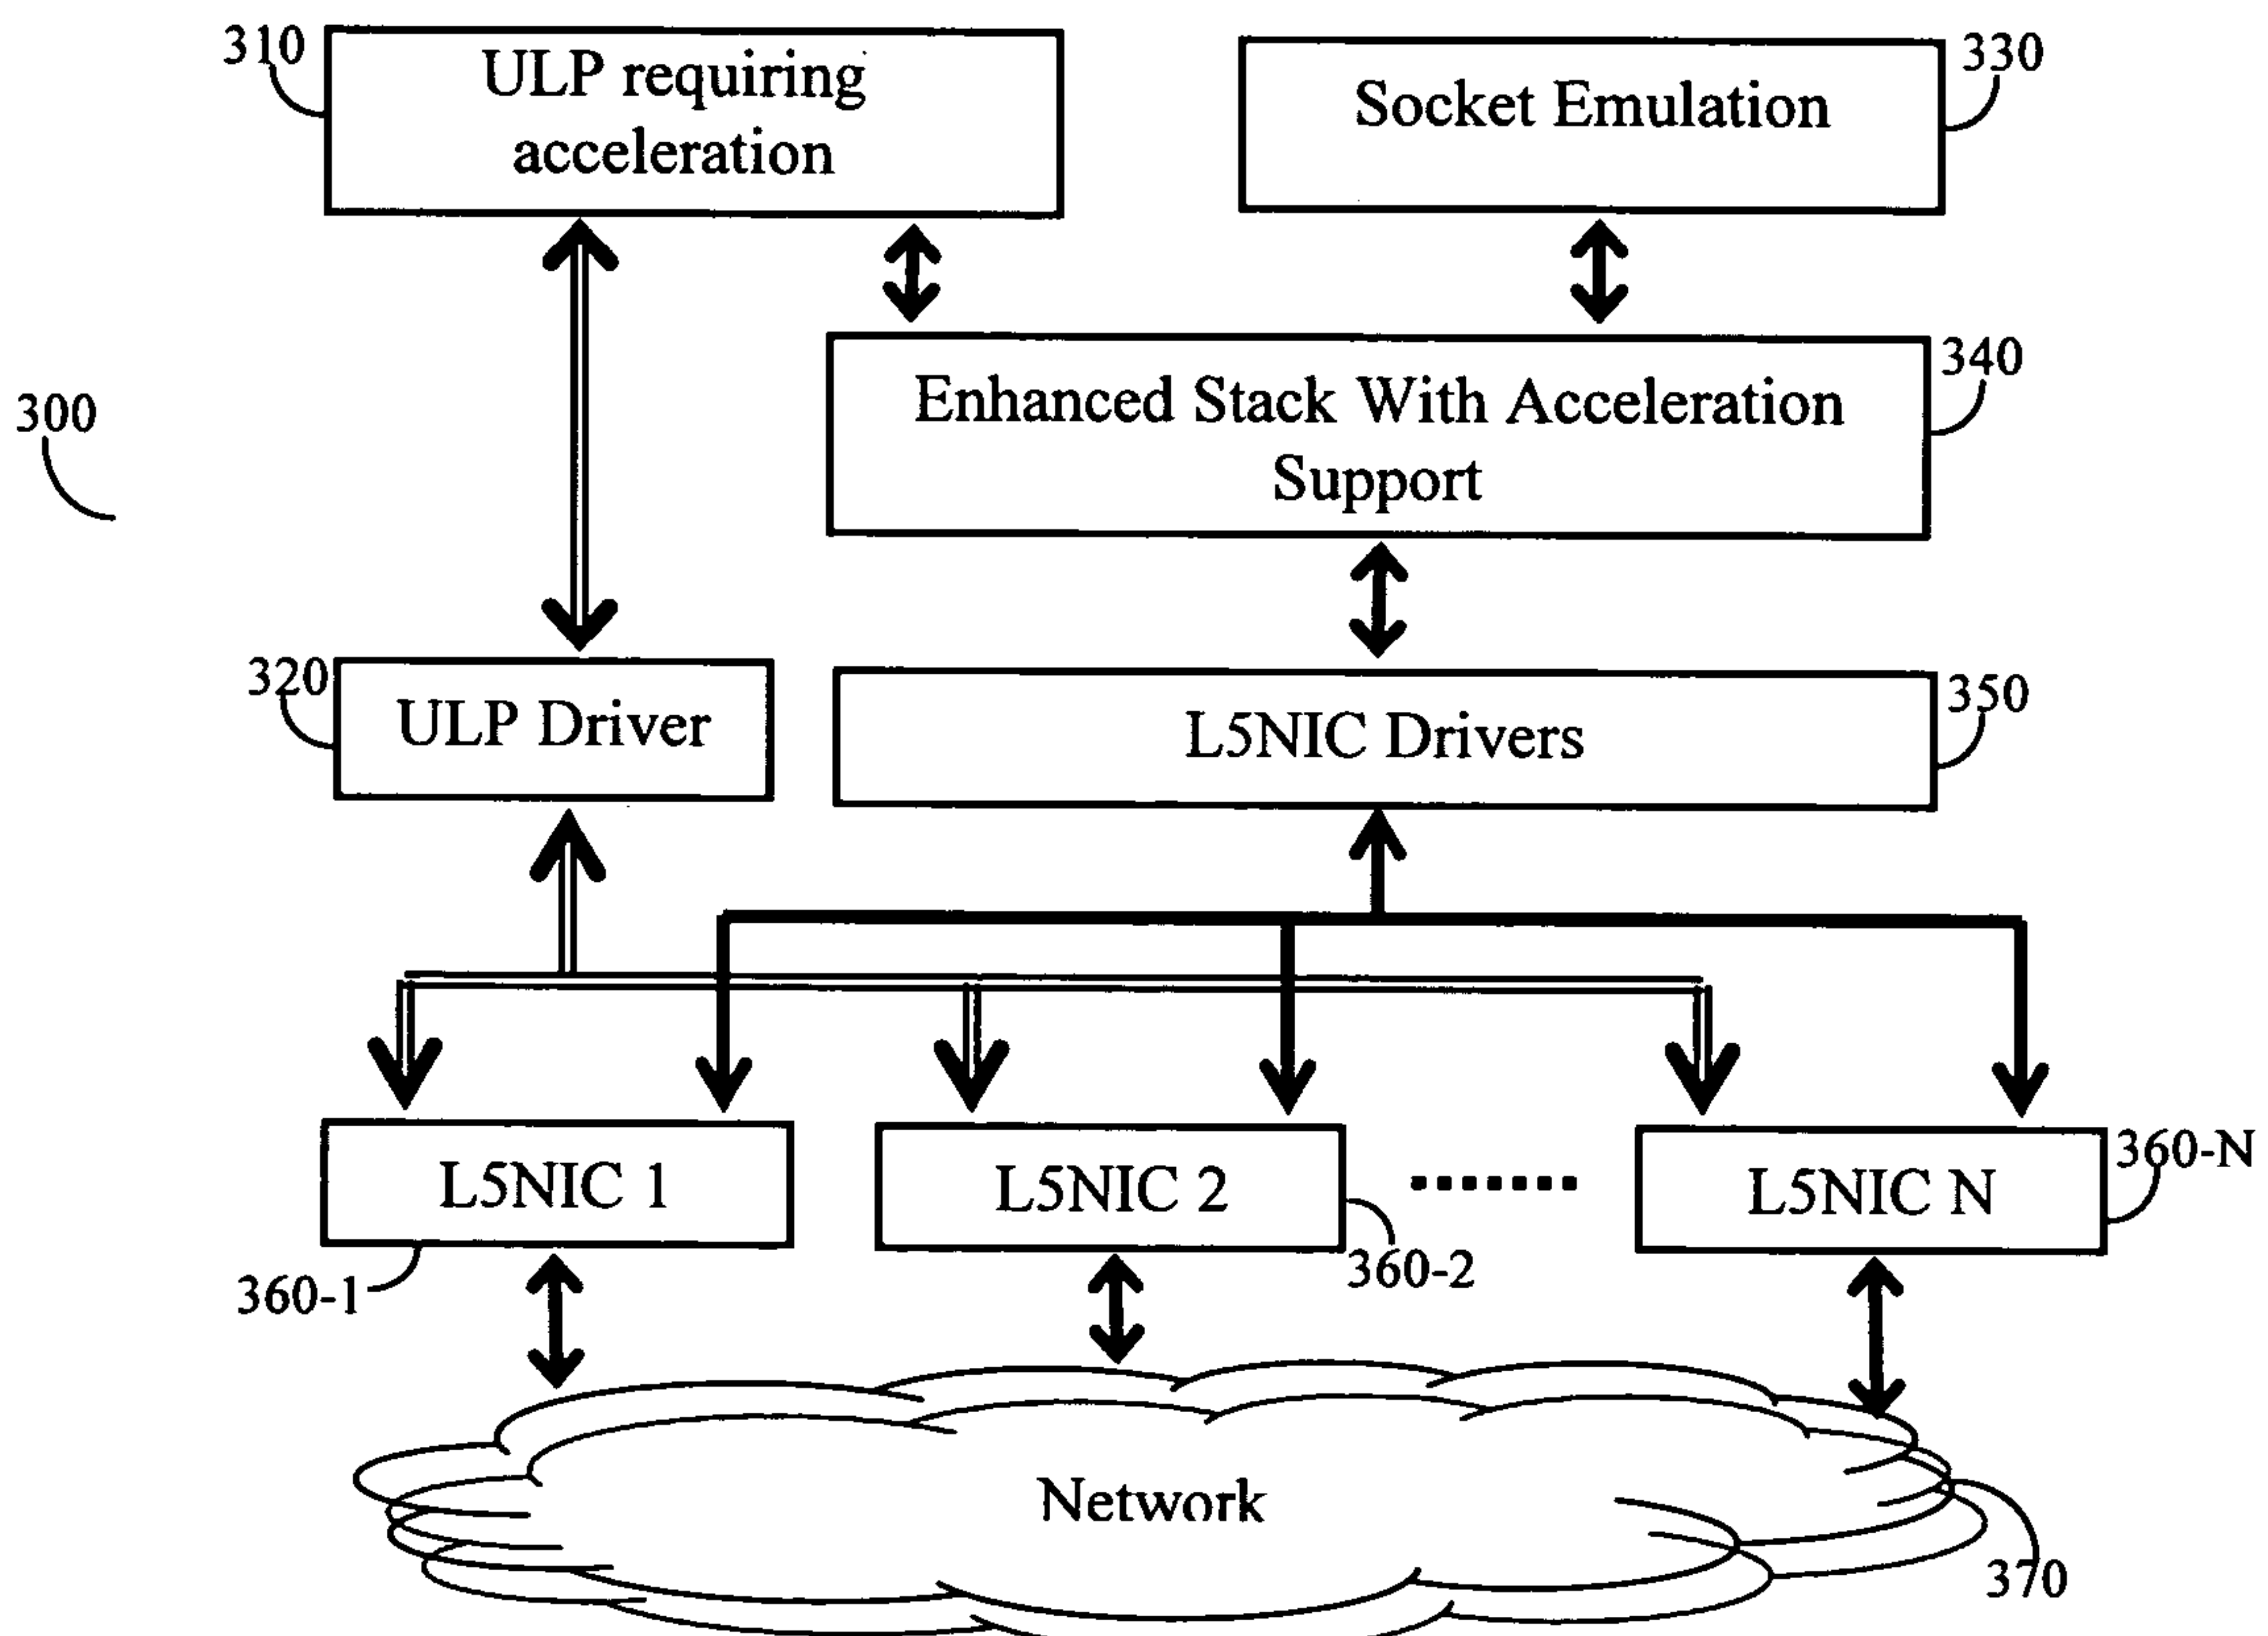 310
ULP requiring
acceleration
Socket Emulation
330
300
Enhanced Stack With Acceleration
Support
340
320
ULP Driver
L5NIC Drivers
350
L5NIC 1
L5NIC 2
L5NIC N
360-N
360-1
360-2
Network
370